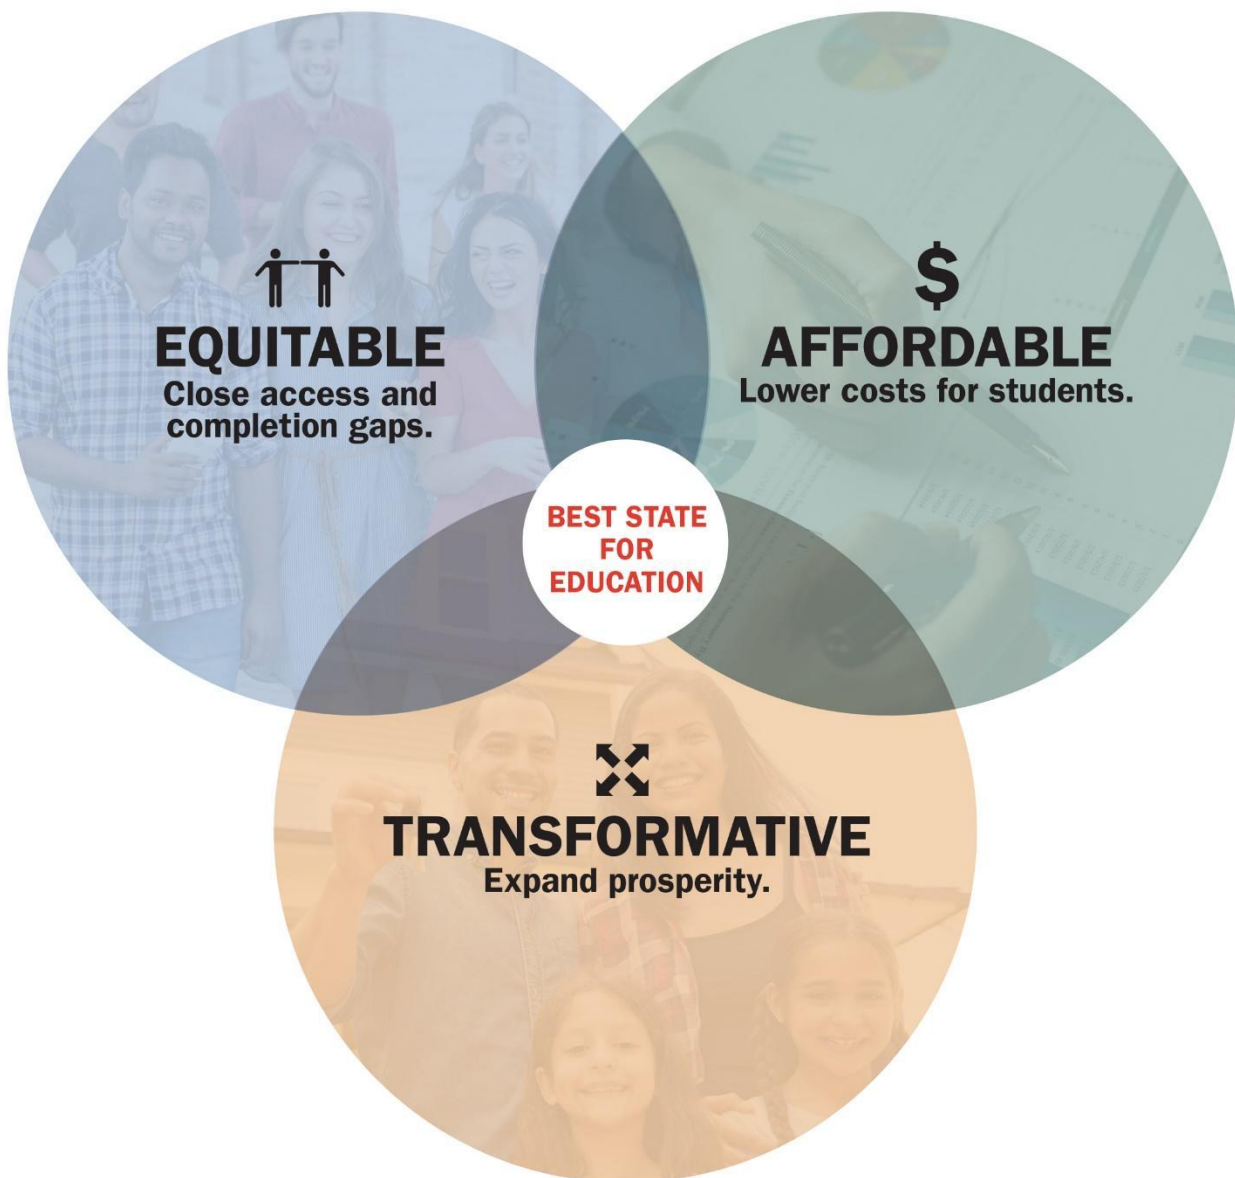 EQUITABLE
Close access and
completion gaps.
$
AFFORDABLE
Lower costs for students.
BEST STATE
FOR
EDUCATION
TRANSFORMATIVE
Expand prosperity.